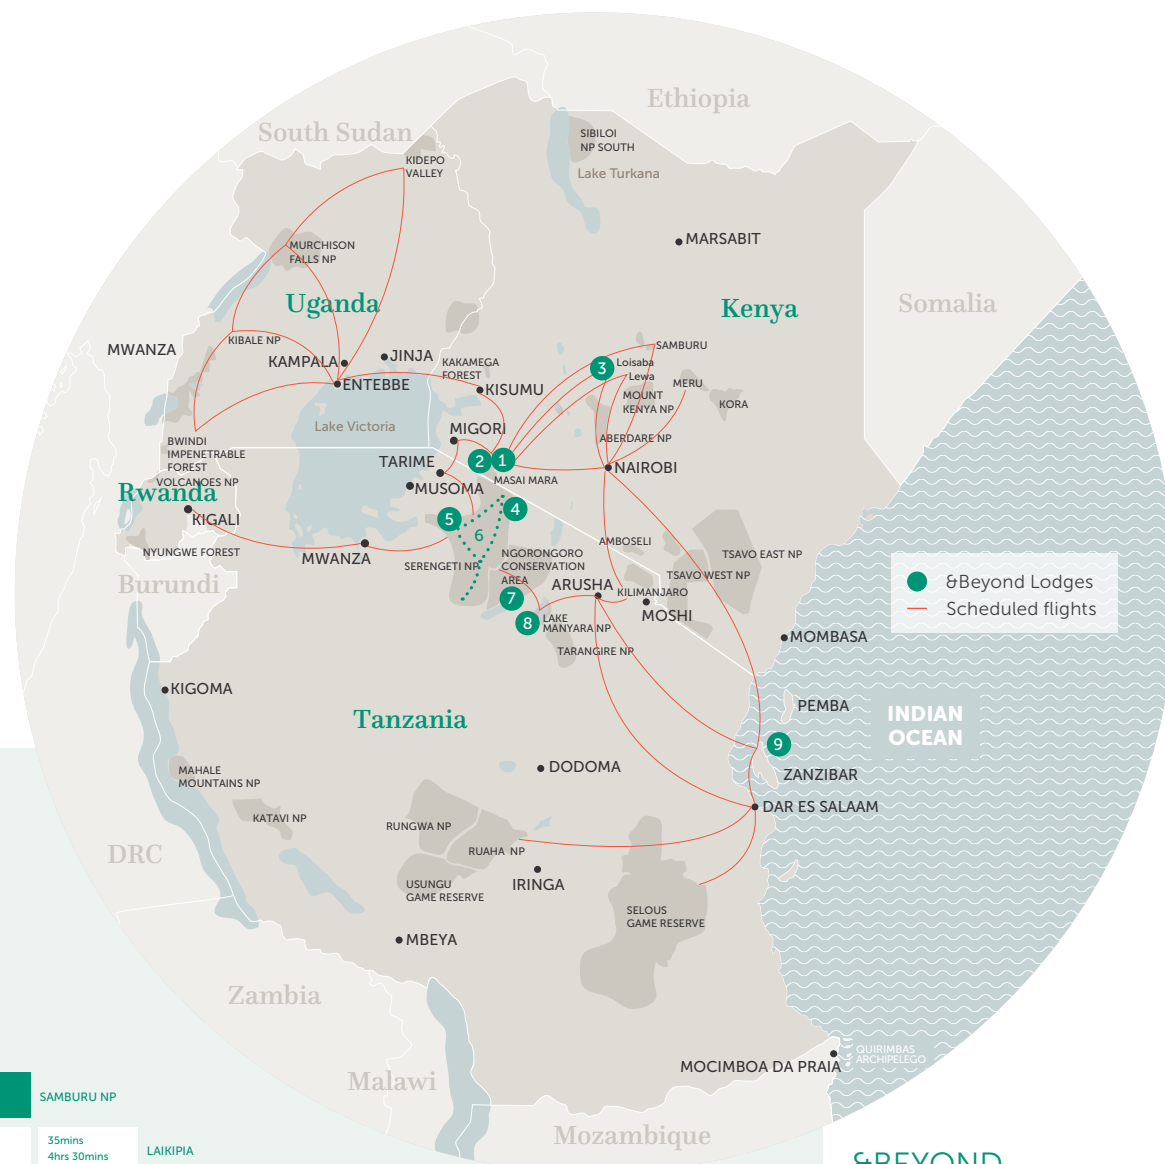 Ethiopia
South Sudan
SIBILOI
NP SOUTH
KIDEPO
VALLEY
Lake Turkana
MARSABIT
MURCHISON
FALLS NP
Uganda
Kenya
Somalia
MWANZA
KIBALE NP
SAMBURU
KAMPALA
JINJA
KAKAMEGA
FOREST
3
Loisaba
Lewa
ENTEBBE
KISUMU
MERU
MOUNT
KENYA NP
KORA
Lake Victoria
MIGORI
ABERDARE NP
BWINDI
IMPENETRABLE
FOREST
VOLCANOES NP
TARIME
2
1
NAIROBI
MASAI MARA
Rwanda
MUSOMA
KIGALI
5
4
6
NYUNGWE FOREST
MWANZA
AMBOSELI
SERENGETI NP
NGORONGORO
CONSERVATION
AREA
TSAVO EAST NP
TSAVO WEST NP
Burundi
ARUSHA
KILIMANJARO
&Beyond Lodges
Scheduled flights
7
MOSHI
8
LAKE
MANYARA NP
MOMBASA
TARANGIRE NP
KIGOMA
PEMBA
Tanzania
INDIAN
OCEAN
9
MAHALE
MOUNTAINS NP
DODOMA
ZANZIBAR
DAR ES SALAAM
KATAVI NP
RUNGWA NP
DRC
RUAHA NP
USUNGU
GAME RESERVE
IRINGA
SELOUS
GAME RESERVE
MBEYA
Zambia
QUIRIMBAS
ARCHIPELEGO
MOCIMBOA DA PRAIA
Malawi
SAMBURU NP
Mozambique
35mins
4hrs 30mins
LAIKIPIA
&BEYOND